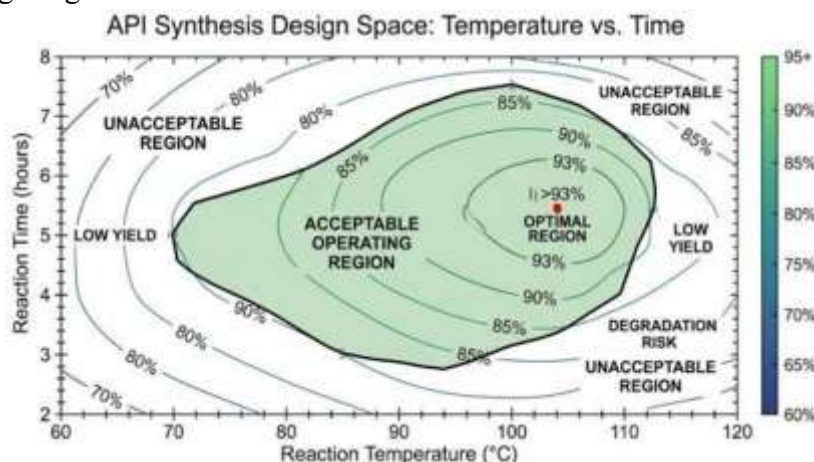 API Synthesis Design Space: Temperature vs. Time
8
7
6
5
4
3
2
Reaction Time (hours)
60
70
80
90
100
110
120
Reaction Temperature (°C)
70%
80%
UNACCEPTABLE
REGION
80%
85%
85%
UNACCEPTABLE
REGION
85%
90%
93%
>93%
OPTIMAL
REGION
93%
90%
85%
85%
LOW YIELD
ACCEPTABLE
OPERATING
REGION
LOW
YIELD
90%
80%
80%
70%
DEGRADATION
RISK
UNACCEPTABLE
REGION
95+
90%
85%
80%
75%
70%
65%
60%